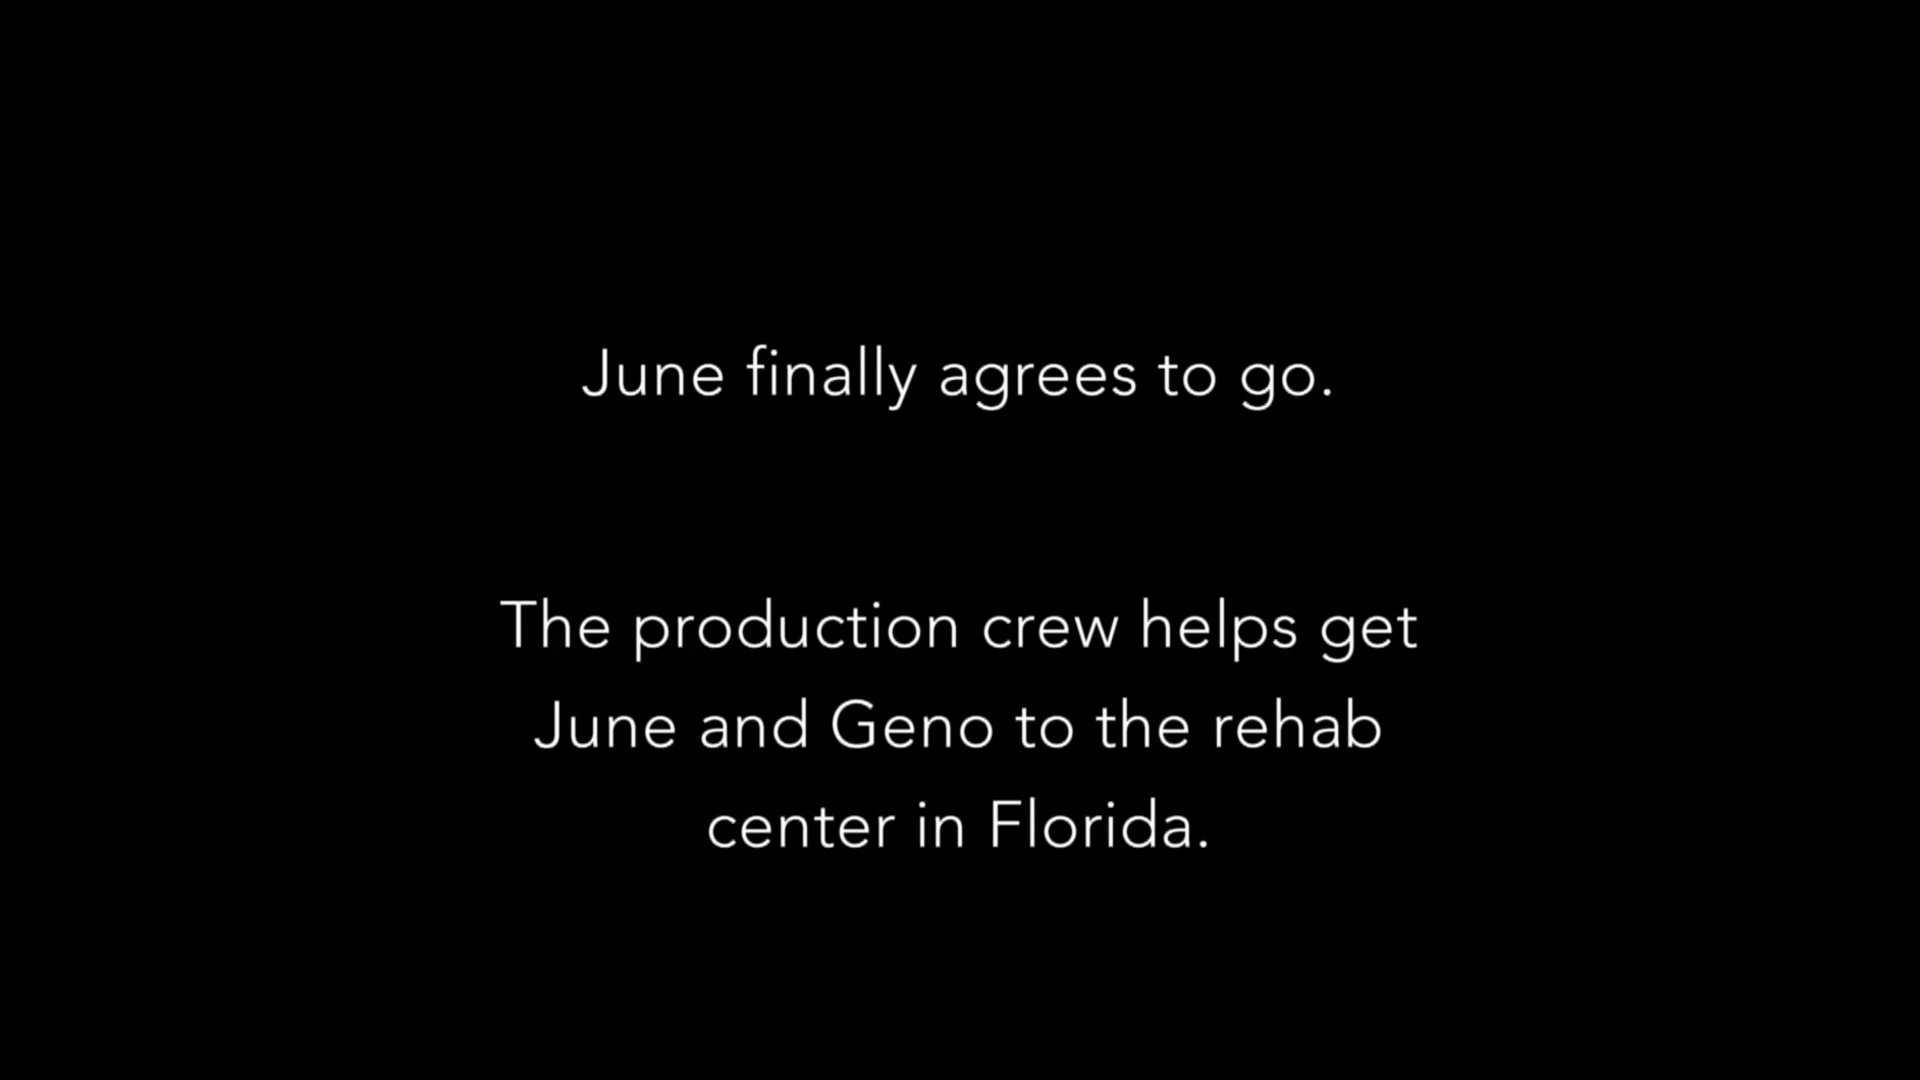 June finally agrees to go.
The production crew helps get
June and Geno to the rehab
center in Florida.